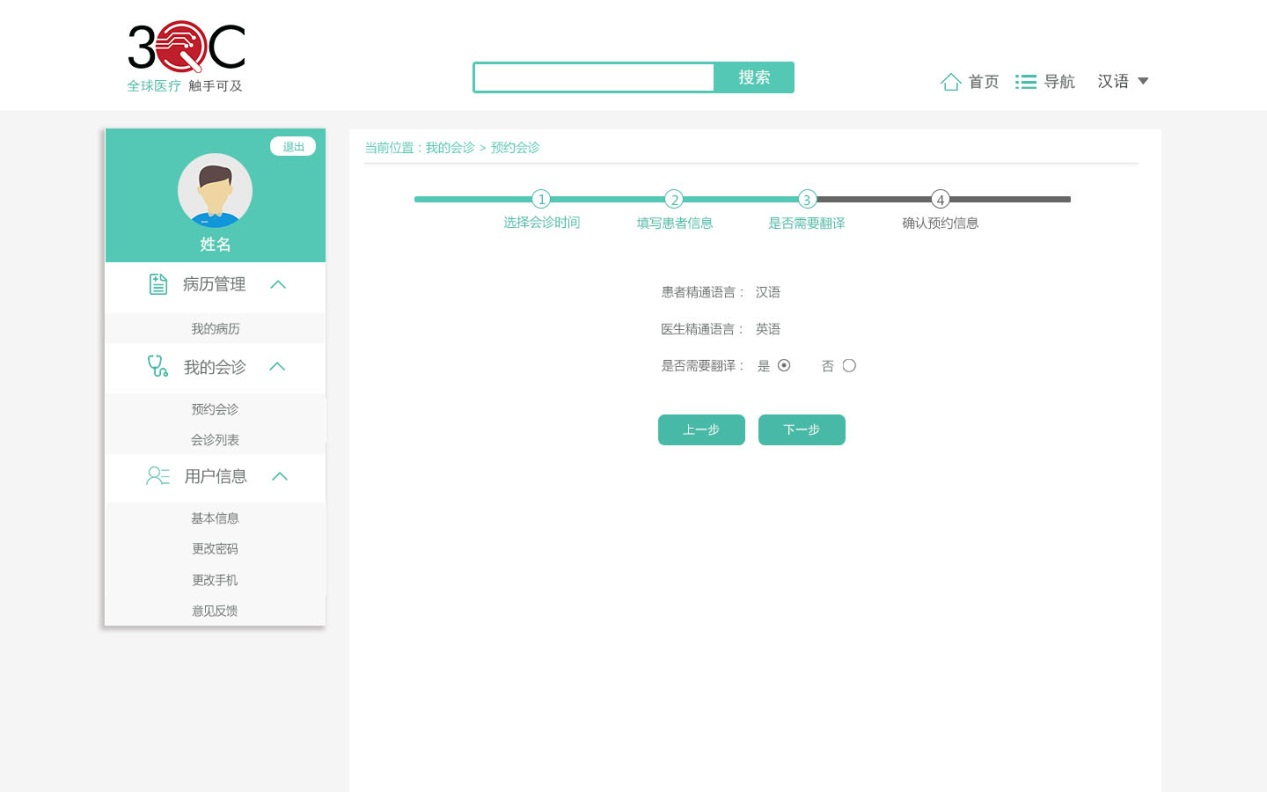 3QC
全球医疗 触手可及
搜索
首页
导航
汉语
退出
姓名
病历管理
我的病历
我的会诊
预约会诊
会诊列表
用户信息
基本信息
更改密码
更改手机
意见反馈
当前位置：我的会诊 > 预约会诊
1 2 3 4
选择会诊时间 填写患者信息 是否需要翻译 确认预约信息
患者精通语言： 汉语
医生精通语言： 英语
是否需要翻译： 是 否
上一步 下一步